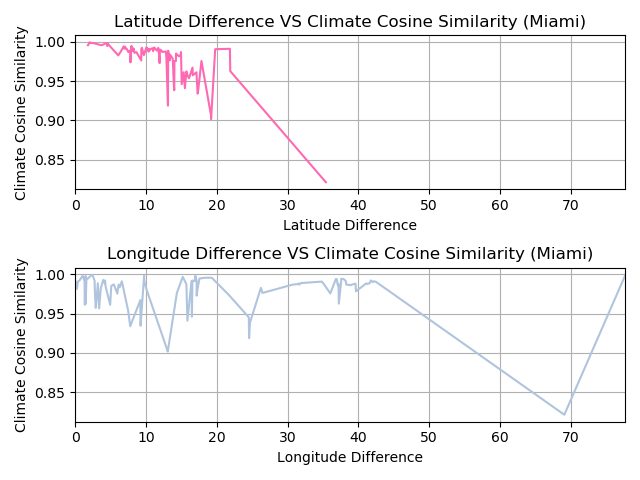 Latitude Difference VS Climate Cosine Similarity (Miami)
Climate Cosine Similarity
1.00
0.95
0.90
0.85
0 10 20 30 40 50 60 70
Latitude Difference
Longitude Difference VS Climate Cosine Similarity (Miami)
Climate Cosine Similarity
1.00
0.95
0.90
0.85
0 10 20 30 40 50 60 70
Longitude Difference